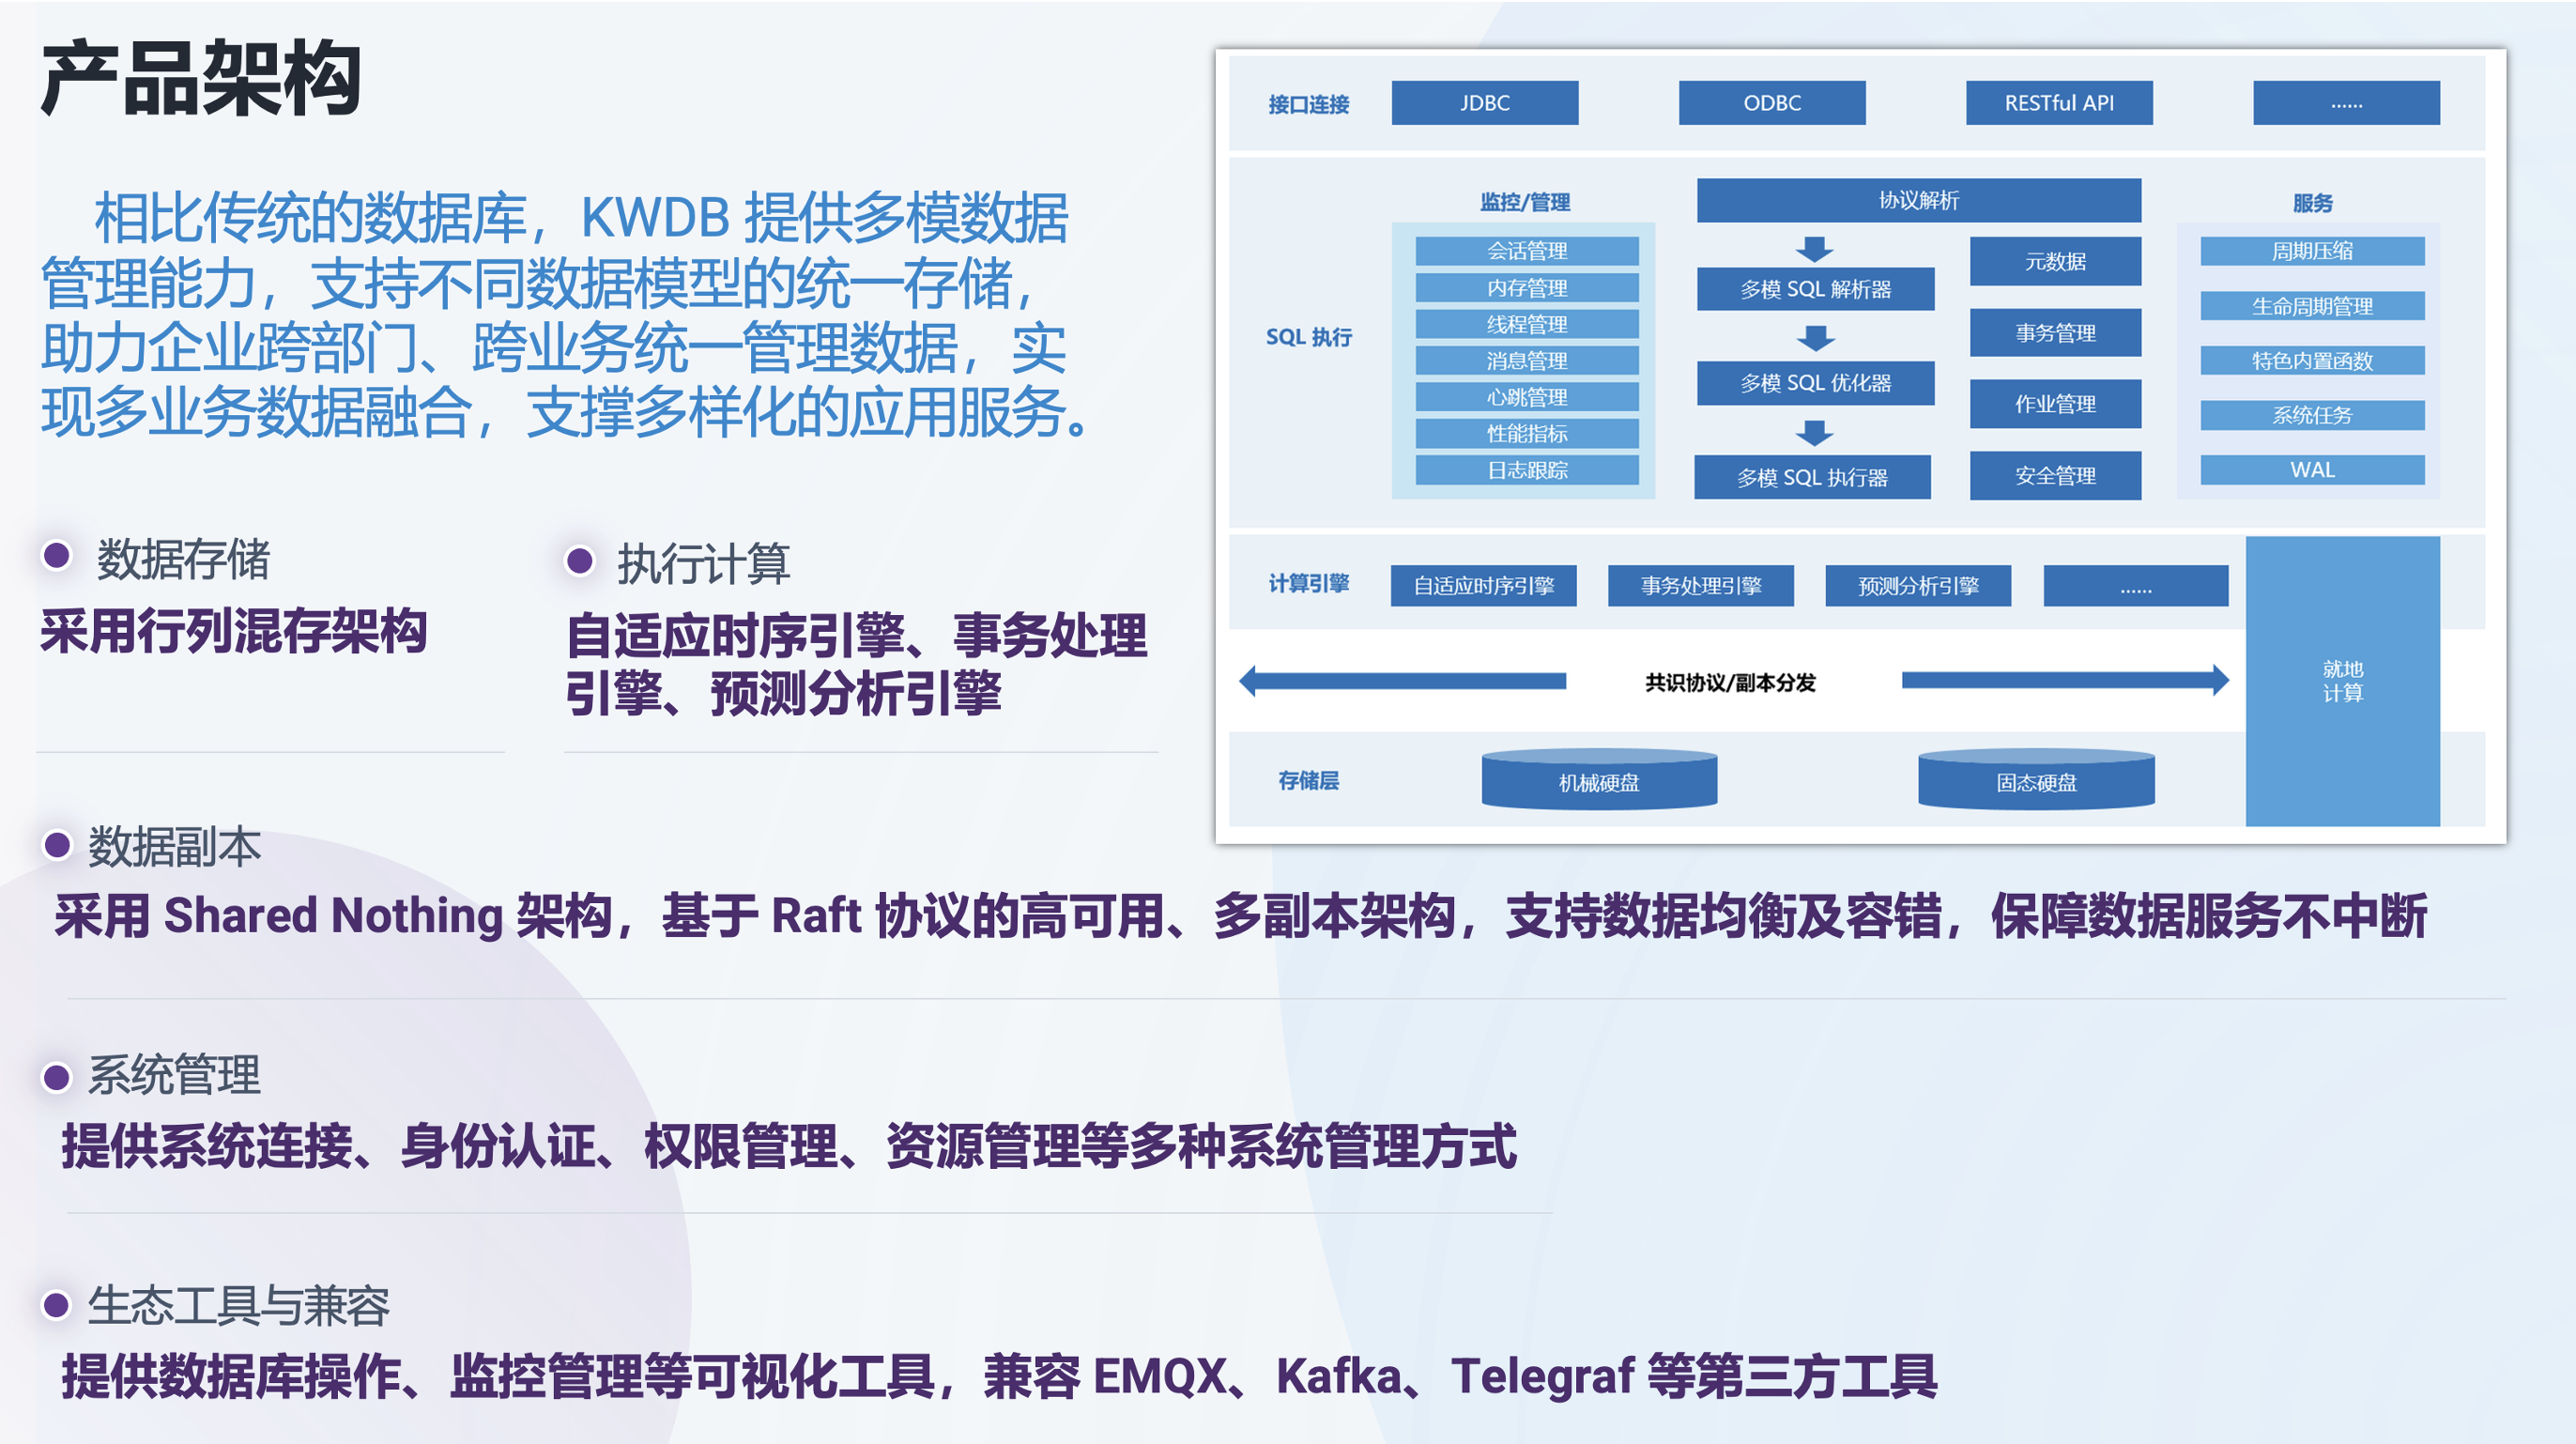 产品架构
相比传统的数据库，KWDB 提供多模数据
管理能力，支持不同数据模型的统一存储，
助力企业跨部门、跨业务统一管理数据，实
现多业务数据融合，支撑多样化的应用服务。
数据存储
采用行列混存架构
执行计算
自适应时序引擎、事务处理
引擎、预测分析引擎
数据副本
采用 Shared Nothing 架构，基于 Raft 协议的高可用、多副本架构，支持数据均衡及容错，保障数据服务不中断
系统管理
提供系统连接、身份认证、权限管理、资源管理等多种系统管理方式
生态工具与兼容
提供数据库操作、监控管理等可视化工具，兼容 EMQX、Kafka、Telegraf 等第三方工具
接口连接
JDBC
ODBC
RESTful API
......
SQL 执行
监控/管理
会话管理
内存管理
线程管理
消息管理
心跳管理
性能指标
日志跟踪
协议解析
多模 SQL 解析器
多模 SQL 优化器
多模 SQL 执行器
元数据
事务管理
作业管理
安全管理
服务
周期压缩
生命周期管理
特色内置函数
系统任务
WAL
计算引擎
自适应时序引擎
事务处理引擎
预测分析引擎
......
共识协议/副本分发
就地
计算
存储层
机械硬盘
固态硬盘